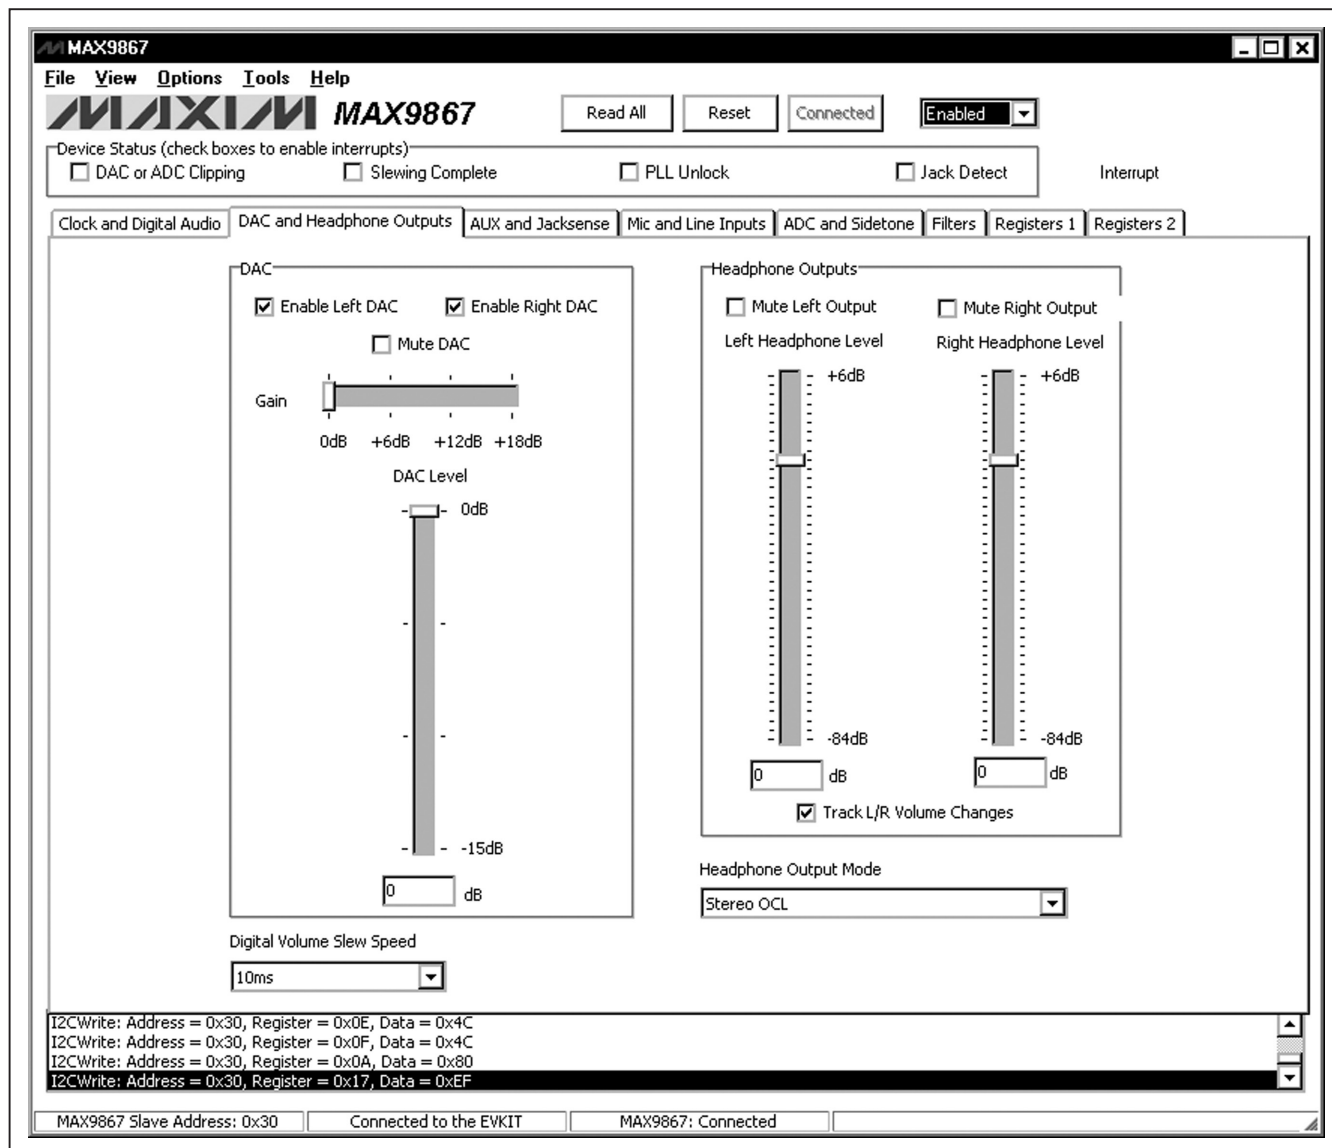 MAX9867
File View Options Tools Help
MAXIM MAX9867 Read All Reset Connected Enabled
Device Status (check boxes to enable interrupts)
DAC or ADC Clipping Slewing Complete PLL Unlock Jack Detect Interrupt
Clock and Digital Audio DAC and Headphone Outputs AUX and Jacksense Mic and Line Inputs ADC and Sidetone Filters Registers 1 Registers 2
DAC
Enable Left DAC Enable Right DAC
Mute DAC
Gain
0dB +6dB +12dB +18dB
DAC Level
0dB
-15dB
0 dB
Digital Volume Slew Speed
10ms
Headphone Outputs
Mute Left Output Mute Right Output
Left Headphone Level Right Headphone Level
+6dB +6dB
-84dB -84dB
0 dB 0 dB
Track L/R Volume Changes
Headphone Output Mode
Stereo OCL
I2CWrite: Address = 0x30, Register = 0x0E, Data = 0x4C
I2CWrite: Address = 0x30, Register = 0x0F, Data = 0x4C
I2CWrite: Address = 0x30, Register = 0x0A, Data = 0x80
I2CWrite: Address = 0x30, Register = 0x17, Data = 0xEF
MAX9867 Slave Address: 0x30 Connected to the EVKIT MAX9867: Connected